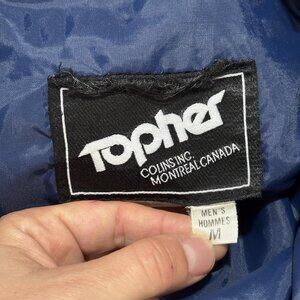 Topher
COLINS INC.
MONTREAL CANADA
MEN'S
HOMMES
M